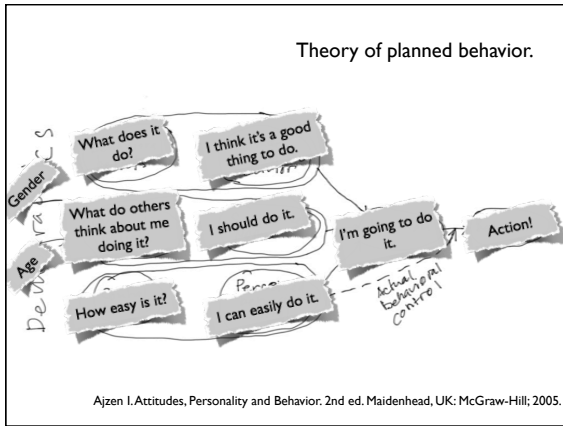 Theory of planned behavior.
What does it
do?
I think it's a good
thing to do.
Gender
What do others
think about me
doing it?
I should do it.
I'm going to do
it.
Action!
Age
How easy is it?
I can easily do it.
Actual
behavioral
control
Ajzen I. Attitudes, Personality and Behavior. 2nd ed. Maidenhead, UK: McGraw-Hill; 2005.